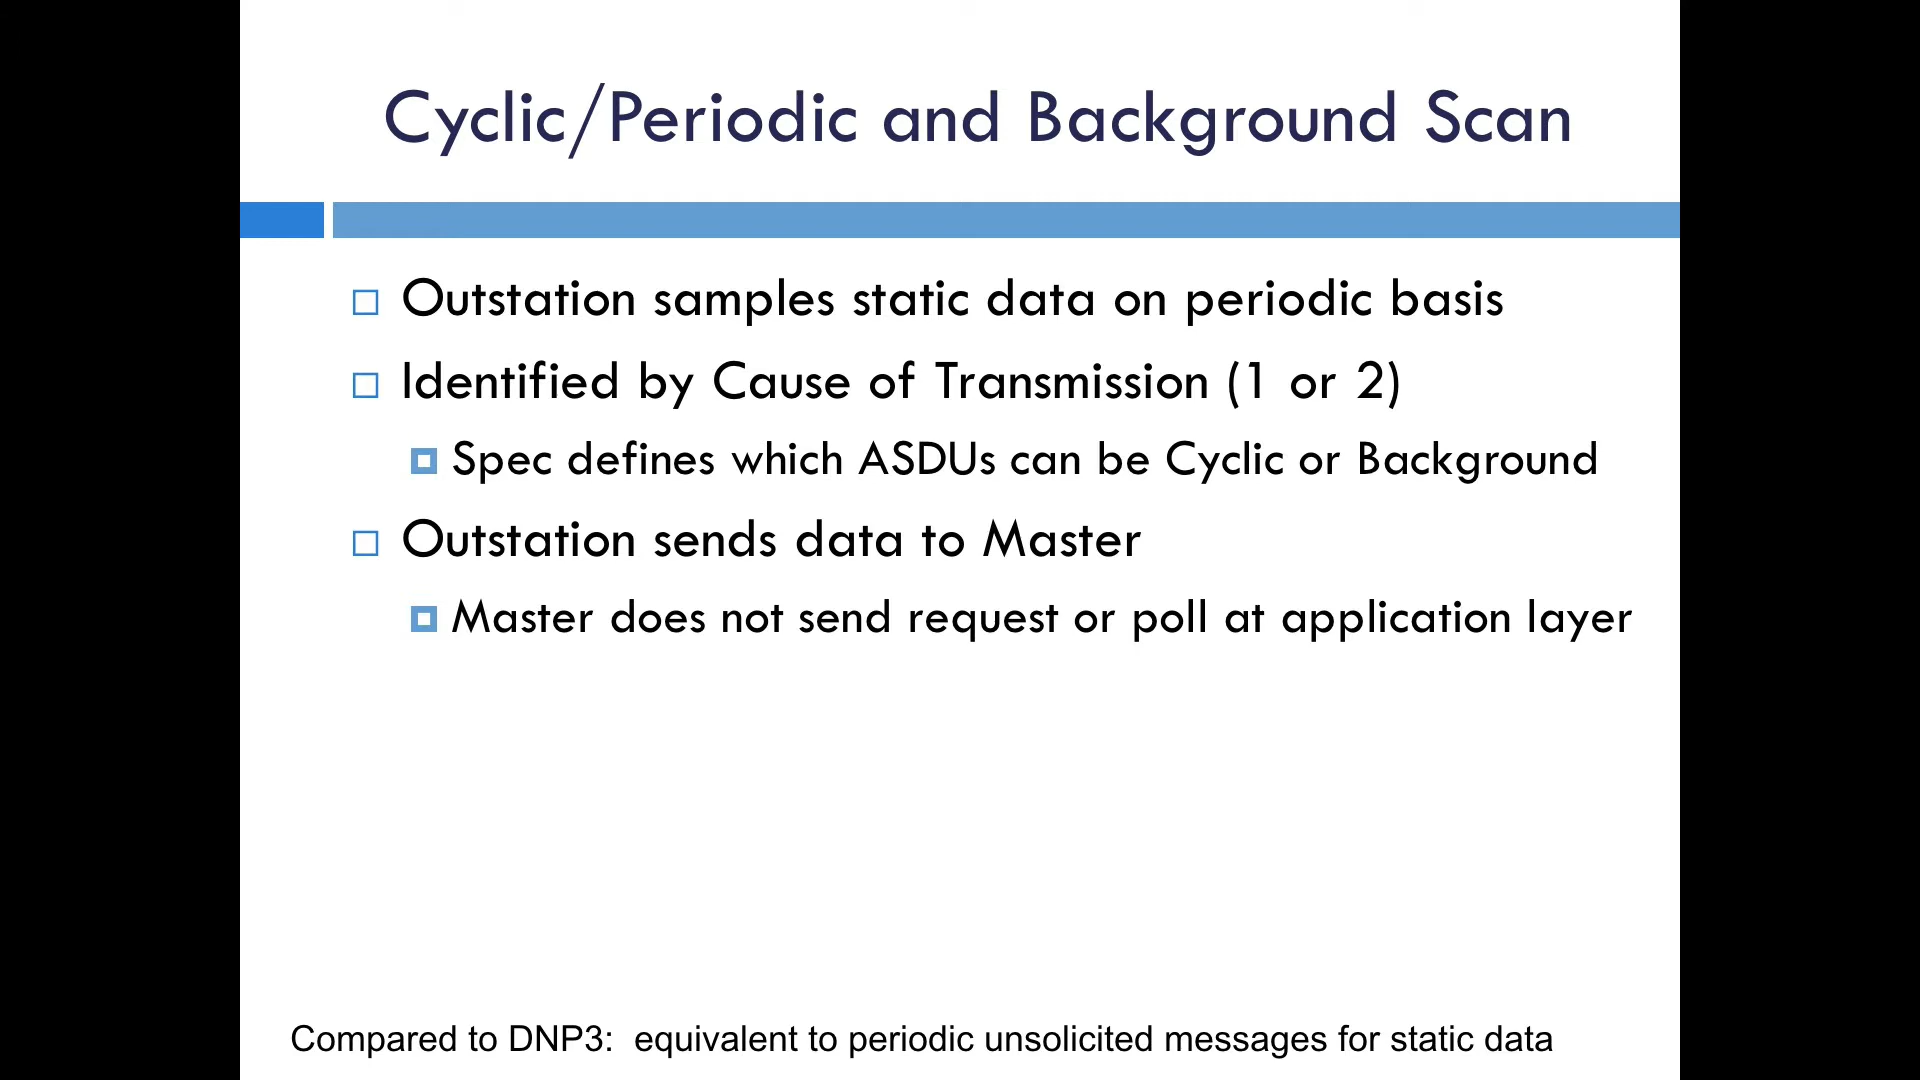 Cyclic/Periodic and Background Scan
Outstation samples static data on periodic basis
Identified by Cause of Transmission (1 or 2)
Spec defines which ASDUs can be Cyclic or Background
Outstation sends data to Master
Master does not send request or poll at application layer
Compared to DNP3:  equivalent to periodic unsolicited messages for static data